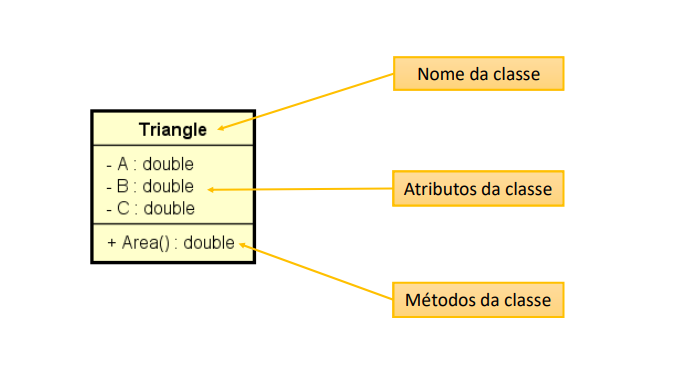 Nome da classe
Triangle
- A : double
- B : double
- C : double
Atributos da classe
+ Area() : double
Métodos da classe